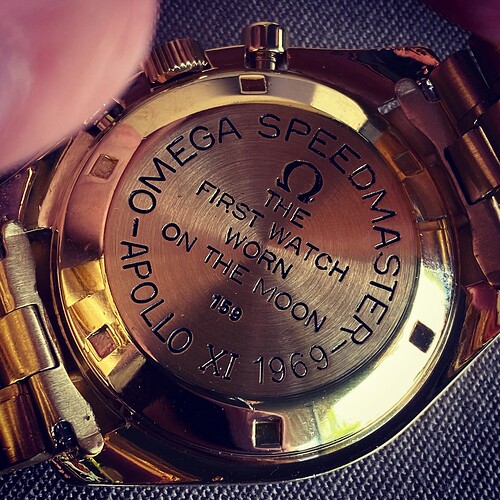 -OMEGA SPEEDMASTER-
-APOLLO XI 1969-
Ω
THE
FIRST WATCH
WORN
ON THE MOON
159